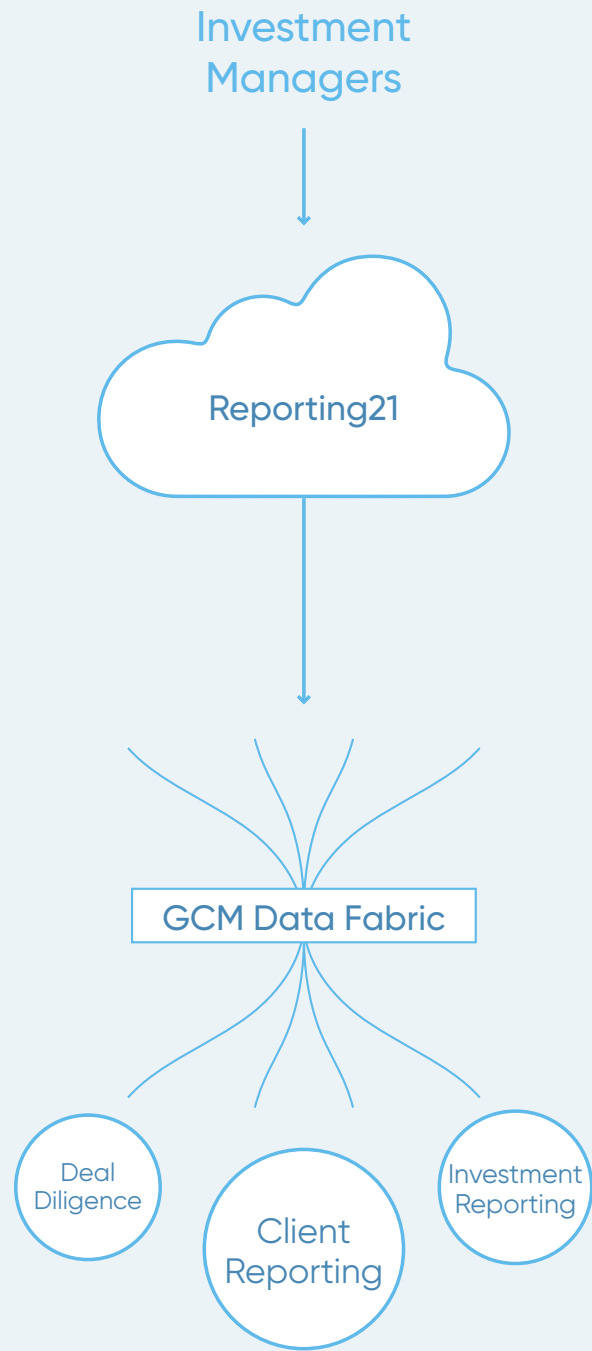 Investment
Managers
Reporting21
GCM Data Fabric
Deal
Diligence
Client
Reporting
Investment
Reporting